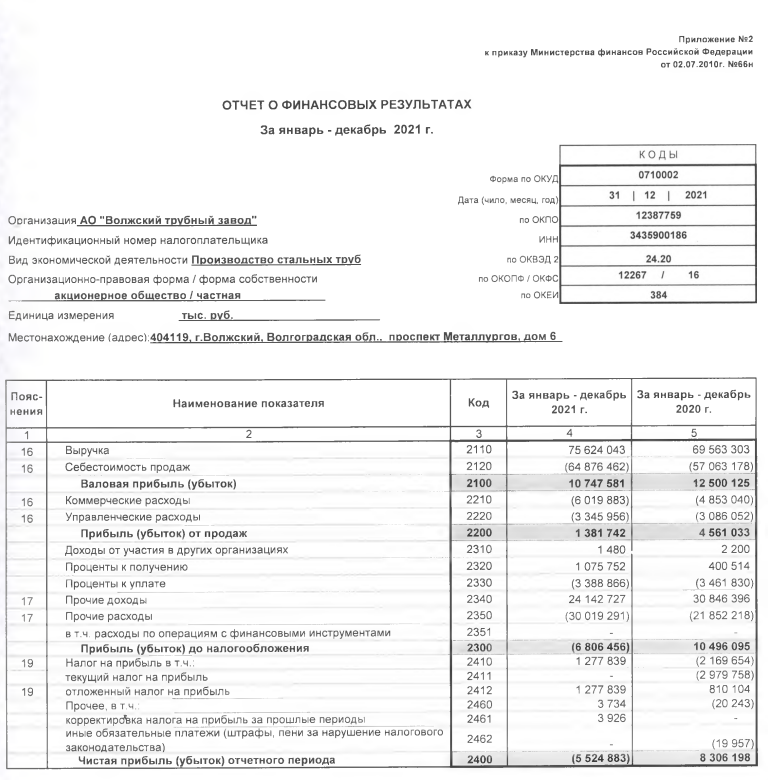 Приложение №2
к приказу Министерства финансов Российской Федерации
от 02.07.2010г. №66н
ОТЧЕТ О ФИНАНСОВЫХ РЕЗУЛЬТАТАХ
За январь - декабрь 2021 г.
КОДЫ
Форма по ОКУД 0710002
Дата (чило, месяц, год) 31 | 12 | 2021
Организация АО "Волжский трубный завод" по ОКПО 12387759
Идентификационный номер налогоплательщика ИНН 3435900186
Вид экономической деятельности Производство стальных труб по ОКВЭД 2 24.20
Организационно-правовая форма / форма собственности по ОКОПФ / ОКФС 12267 / 16
акционерное общество / частная по ОКЕИ 384
Единица измерения тыс. руб.
Местонахождение (адрес): 404119, г.Волжский, Волгоградская обл., проспект Металлургов, дом 6
Пояс-нения Наименование показателя Код За январь - декабрь 2021 г. За январь - декабрь 2020 г.
1 2 3 4 5
16 Выручка 2110 75 624 043 69 563 303
16 Себестоимость продаж 2120 (64 876 462) (57 063 178)
Валовая прибыль (убыток) 2100 10 747 581 12 500 125
16 Коммерческие расходы 2210 (6 019 883) (4 853 040)
16 Управленческие расходы 2220 (3 345 956) (3 086 052)
Прибыль (убыток) от продаж 2200 1 381 742 4 561 033
Доходы от участия в других организациях 2310 1 480 2 200
Проценты к получению 2320 1 075 752 400 514
Проценты к уплате 2330 (3 388 866) (3 461 830)
17 Прочие доходы 2340 24 142 727 30 846 396
17 Прочие расходы 2350 (30 019 291) (21 852 218)
в т.ч. расходы по операциям с финансовыми инструментами 2351 - -
Прибыль (убыток) до налогообложения 2300 (6 806 456) 10 496 095
19 Налог на прибыль в т.ч.: 2410 1 277 839 (2 169 654)
текущий налог на прибыль 2411 - (2 979 758)
19 отложенный налог на прибыль 2412 1 277 839 810 104
Прочее, в т.ч.: 2460 3 734 (20 243)
корректировка налога на прибыль за прошлые периоды 2461 3 926 -
иные обязательные платежи (штрафы, пени за нарушение налогового
законодательства) 2462 - (19 957)
Чистая прибыль (убыток) отчетного периода 2400 (5 524 883) 8 306 198